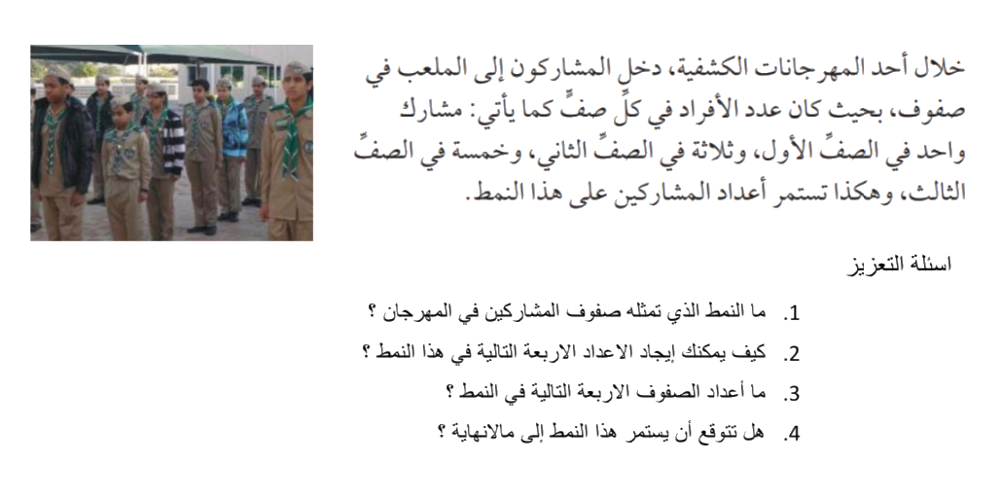 خلال أحد المهرجانات الكشفية، دخل المشاركون إلى الملعب في
صفوف، بحيث كان عدد الأفراد في كلِّ صفٍّ كما يأتي: مشارك
واحد في الصفِّ الأول، وثلاثة في الصفِّ الثاني، وخمسة في الصفِّ
الثالث، وهكذا تستمر أعداد المشاركين على هذا النمط.
اسئلة التعزيز
1. ما النمط الذي تمثله صفوف المشاركين في المهرجان ؟
2. كيف يمكنك إيجاد الاعداد الاربعة التالية في هذا النمط ؟
3. ما أعداد الصفوف الاربعة التالية في النمط ؟
4. هل تتوقع أن يستمر هذا النمط إلى مالانهاية ؟